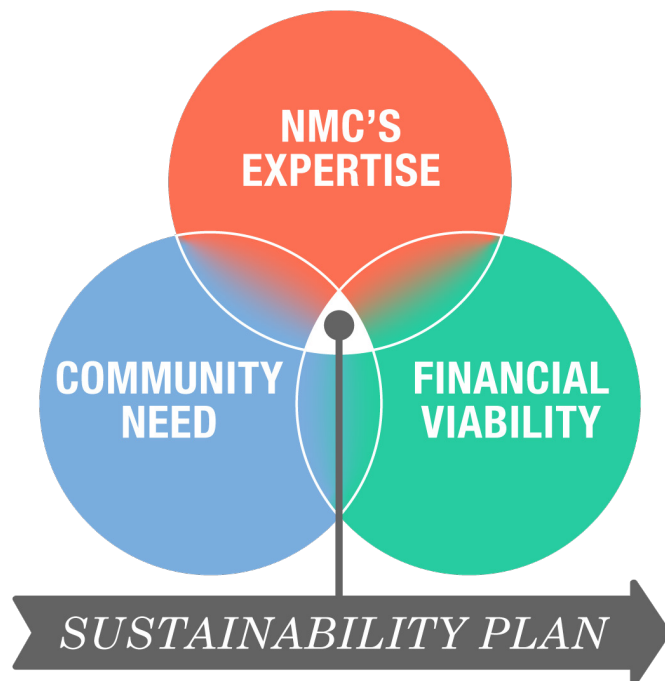 NMC’S
EXPERTISE
COMMUNITY
NEED
FINANCIAL
VIABILITY
SUSTAINABILITY PLAN